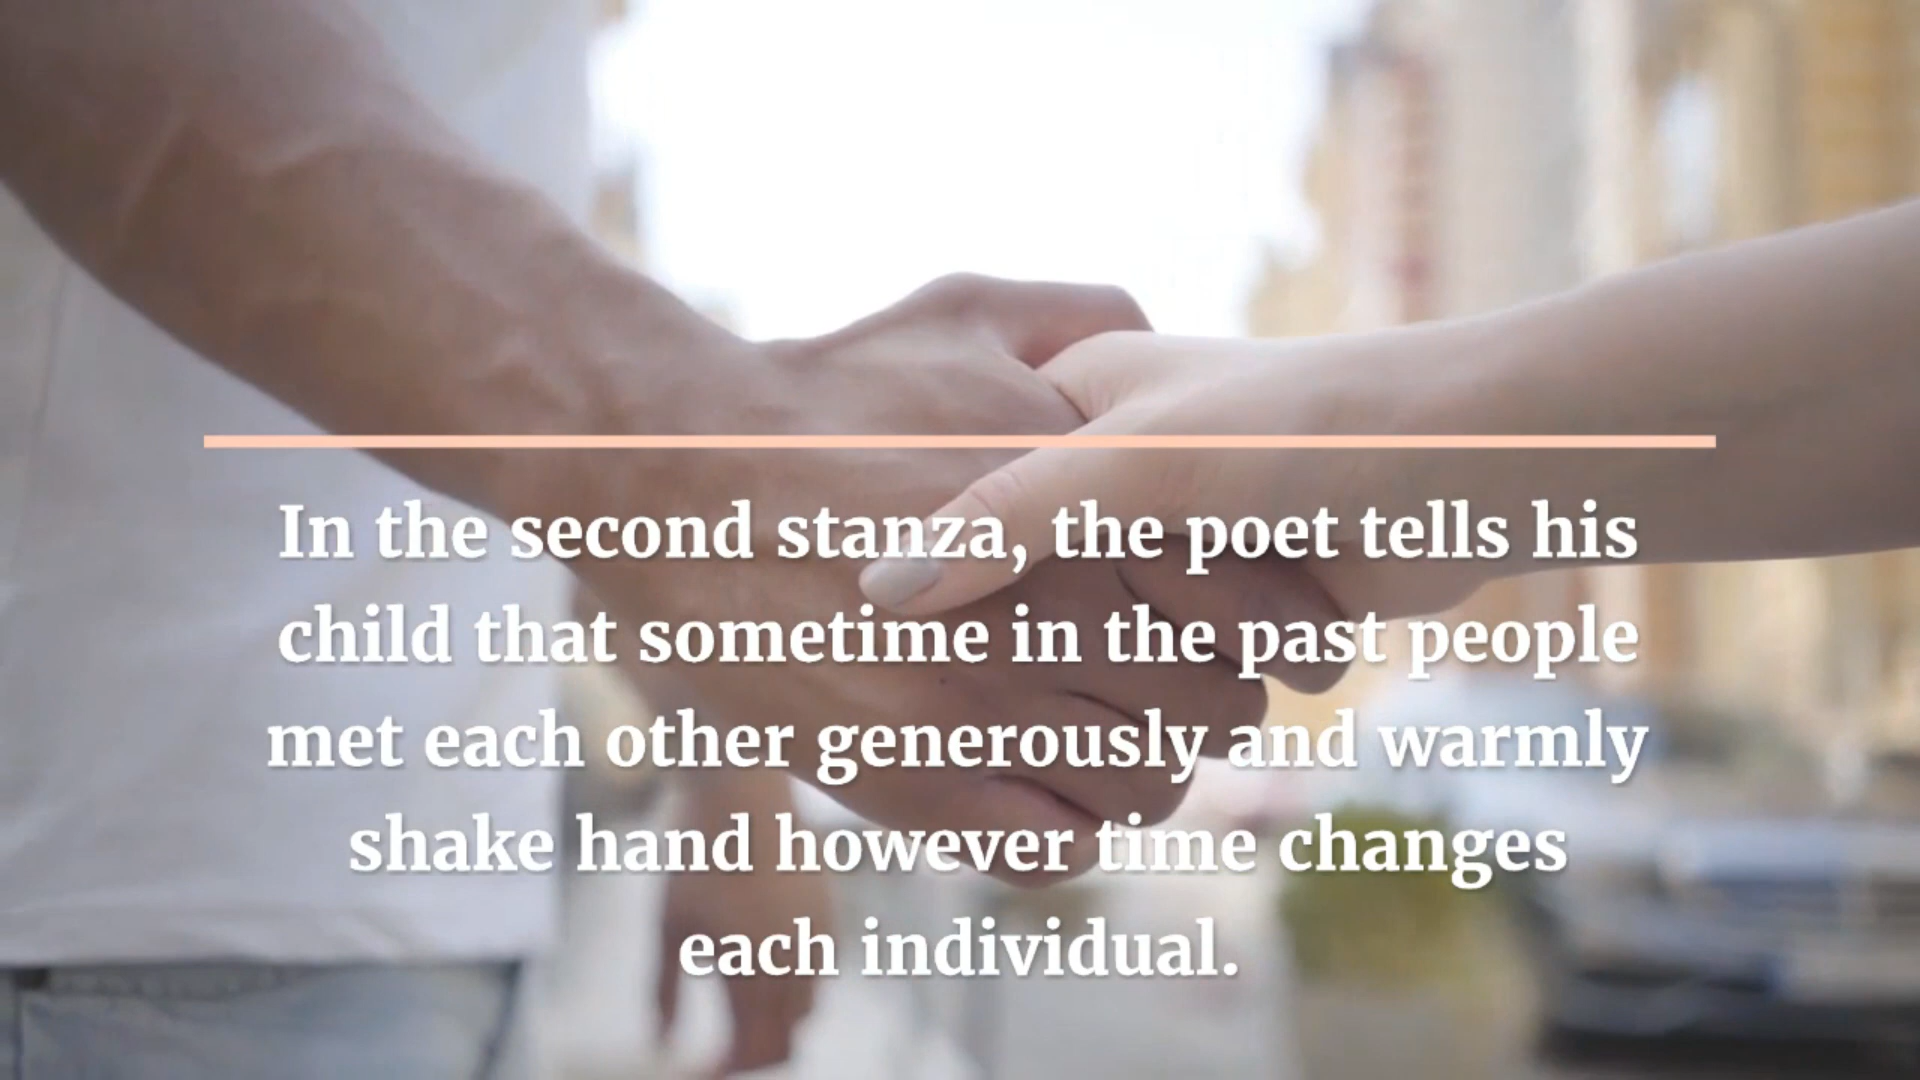 In the second stanza, the poet tells his
child that sometime in the past people
met each other generously and warmly
shake hand however time changes
each individual.